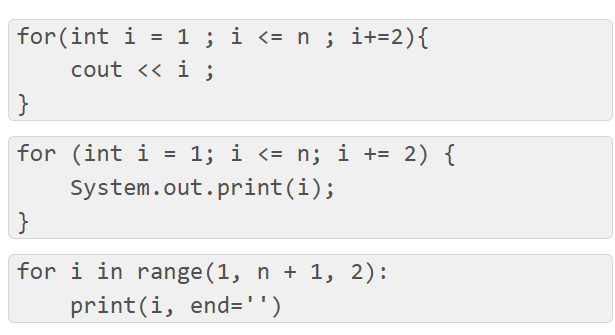 for(int i = 1 ; i <= n ; i+=2){
    cout << i ;
}
for (int i = 1; i <= n; i += 2) {
    System.out.print(i);
}
for i in range(1, n + 1, 2):
    print(i, end='')